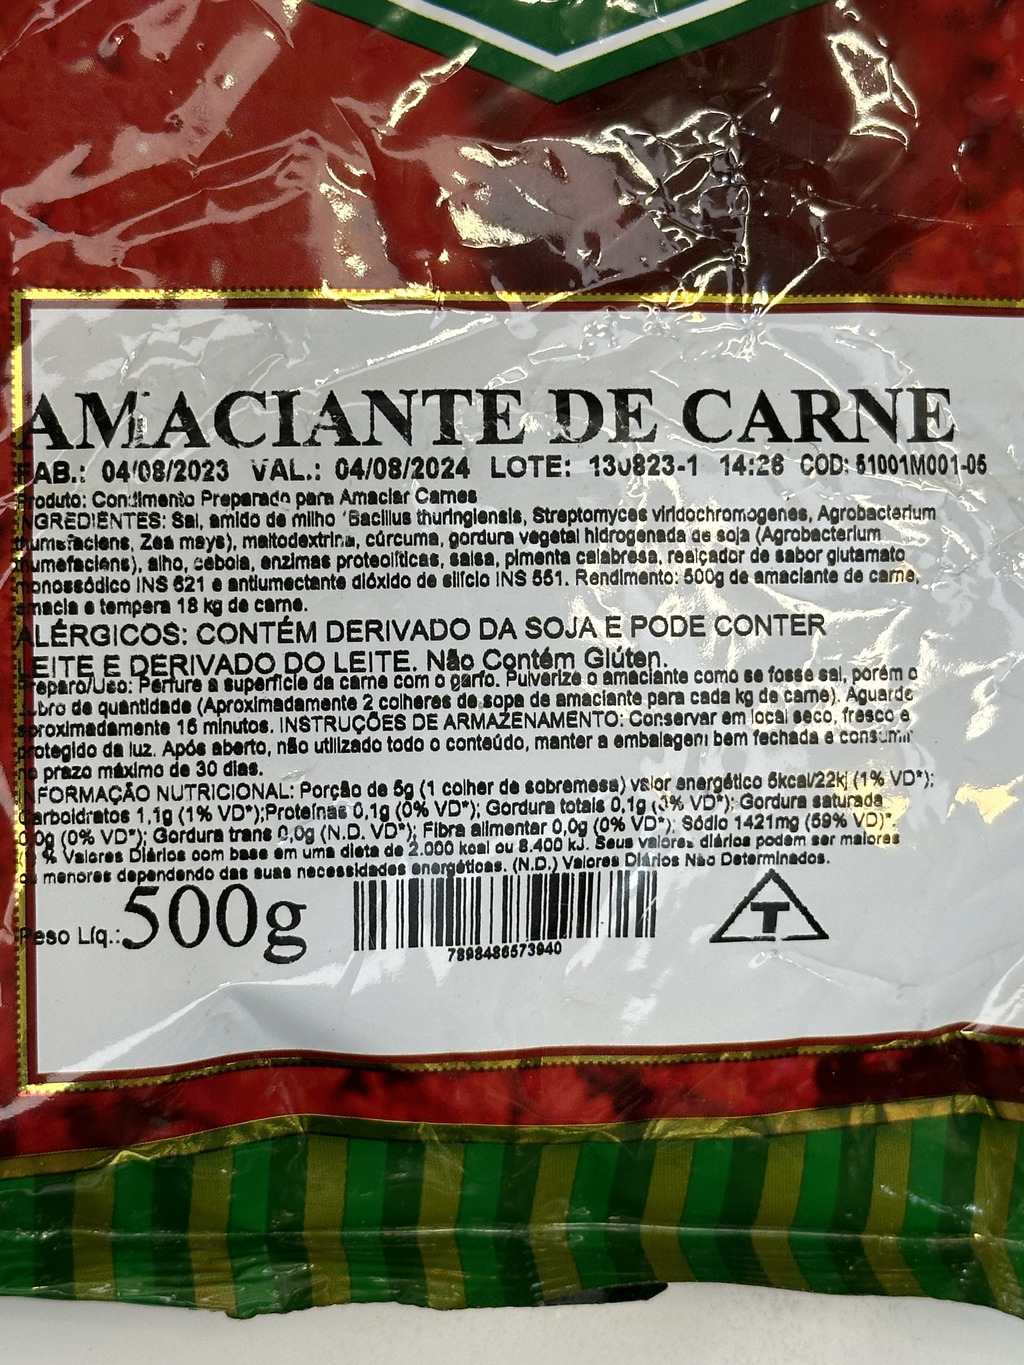 AMACIANTE DE CARNE
FAB.: 04/08/2023 VAL.: 04/08/2024 LOTE: 130823-1 14:26 COD: 51001M001-05
Produto: Condimento Preparado para Amaciar Carnes
INGREDIENTES: Sal, amido de milho (Bacillus thuringiensis, Streptomyces viridochromogenes, Agrobacterium
tumefaciens, Zea mays), maltodextrina, cúrcuma, gordura vegetal hidrogenada de soja (Agrobacterium
tumefaciens), alho, cebola, enzimas proteolíticas, salsa, pimenta calabresa, realçador de sabor glutamato
monossódico INS 621 e antiumectante dióxido de silício INS 551. Rendimento: 500g de amaciante de carne,
amacia e tempera 18 kg de carne.
ALÉRGICOS: CONTÉM DERIVADO DA SOJA E PODE CONTER
LEITE E DERIVADO DO LEITE. Não Contém Glúten.
Preparo/Uso: Perfure a superfície da carne com o garfo. Pulverize o amaciante como se fosse sal, porém o
dobro de quantidade (Aproximadamente 2 colheres de sopa de amaciante para cada kg de carne). Aguarde
aproximadamente 15 minutos. INSTRUÇÕES DE ARMAZENAMENTO: Conservar em local seco, fresco e
protegido da luz. Após aberto, não utilizado todo o conteúdo, manter a embalagem bem fechada e consumir
no prazo máximo de 30 dias.
INFORMAÇÃO NUTRICIONAL: Porção de 5g (1 colher de sobremesa) valor energético 5kcal/22kj (1% VD*);
Carboidratos 1,1g (1% VD*);Proteínas 0,1g (0% VD*); Gordura totais 0,1g (0% VD*); Gordura saturada
0,0g (0% VD*); Gordura trans 0,0g (N.D. VD*); Fibra alimentar 0,0g (0% VD*); Sódio 1421mg (59% VD)*.
* % Valores Diários com base em uma dieta de 2.000 kcal ou 8.400 kJ. Seus valores diários podem ser maiores
ou menores dependendo das suas necessidades energéticas. (N.D.) Valores Diários Não Determinados.
Peso Líq.: 500g
7898486573940
T